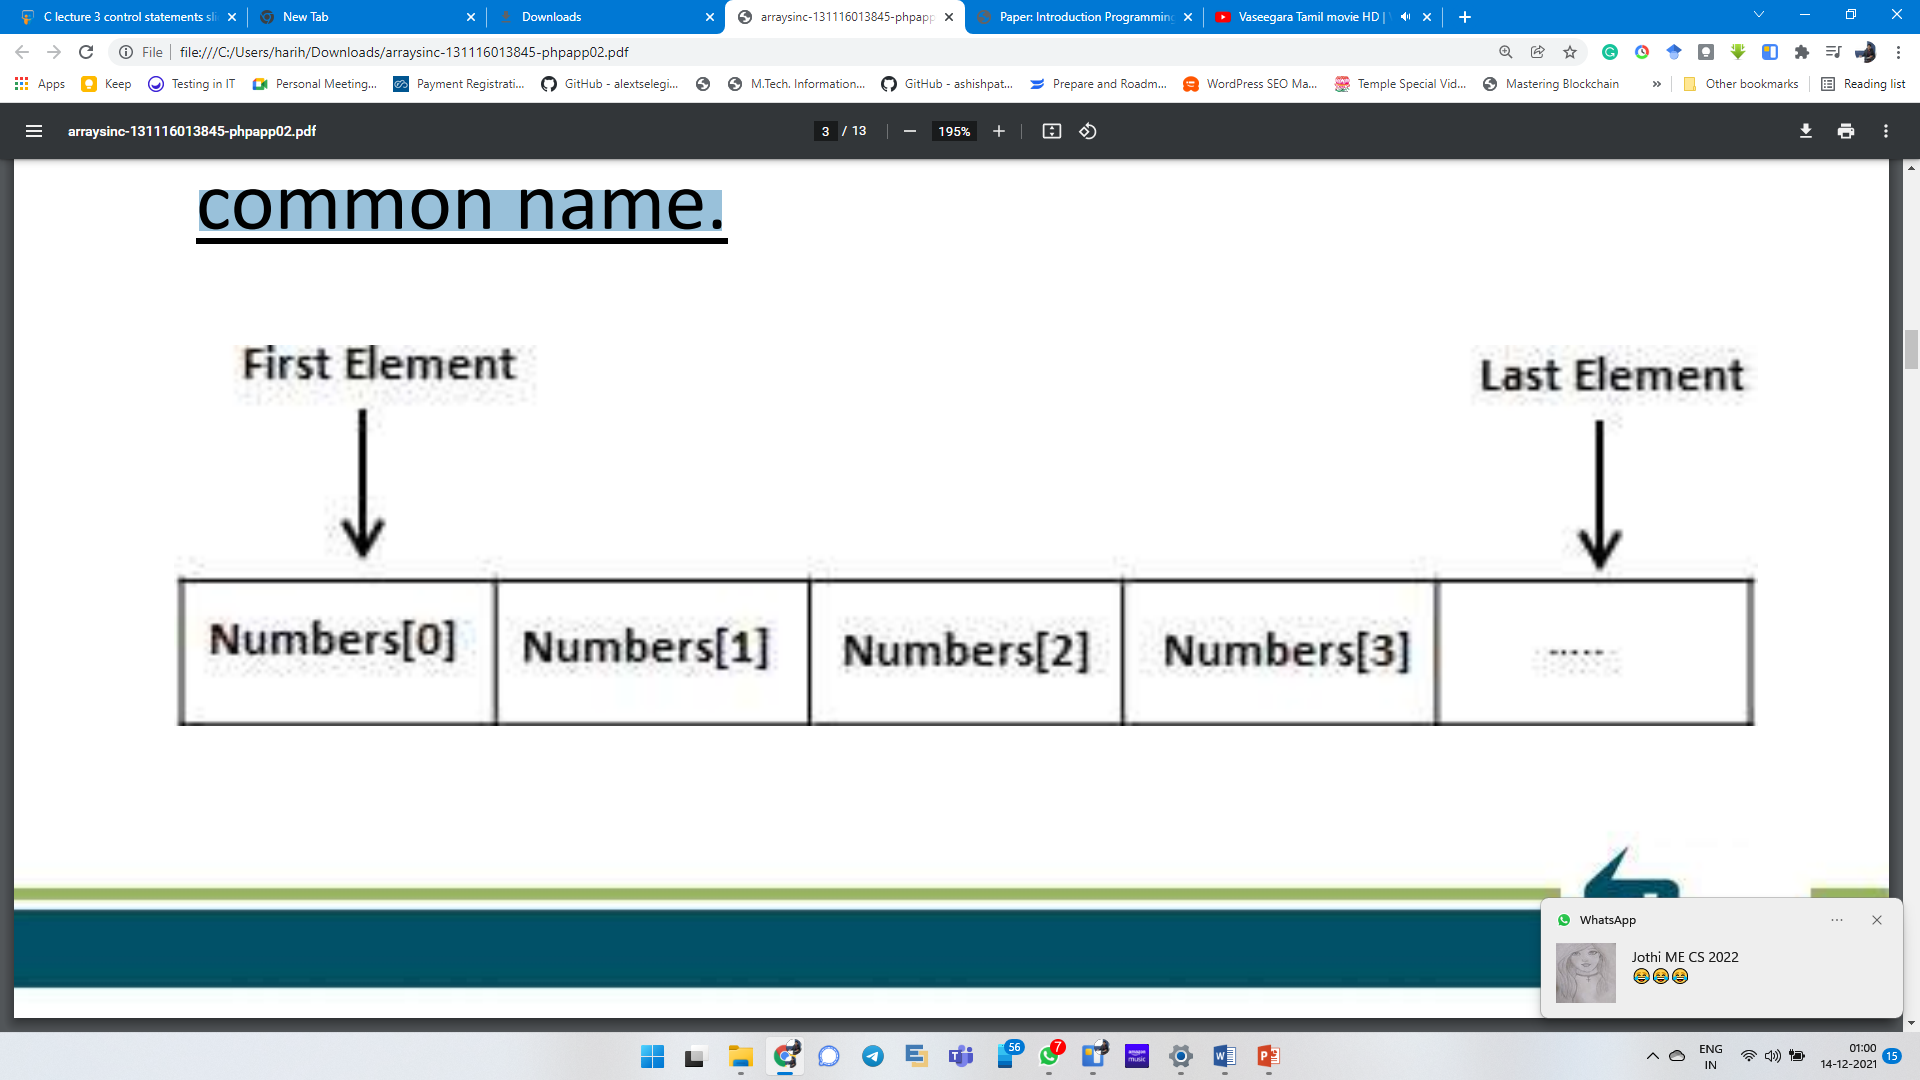 C lecture 3 control statements sli
New Tab
Downloads
arraysinc-131116013845-phpapp
Paper: Introduction Programming
Vaseegara Tamil movie HD |
File
file:///C:/Users/harih/Downloads/arraysinc-131116013845-phpapp02.pdf
Apps
Keep
Testing in IT
Personal Meeting...
Payment Registrati...
GitHub - alextselegi...
M.Tech. Information...
GitHub - ashishpat...
Prepare and Roadm...
WordPress SEO Ma...
Temple Special Vid...
Mastering Blockchain
»
Other bookmarks
Reading list
arraysinc-131116013845-phpapp02.pdf
3 / 13
195%
common name.
First Element
Last Element
Numbers[0]
Numbers[1]
Numbers[2]
Numbers[3]
.....
WhatsApp
Jothi ME CS 2022
😂😂😂
56
7
amazon music
ENG
IN
01:00
14-12-2021
15